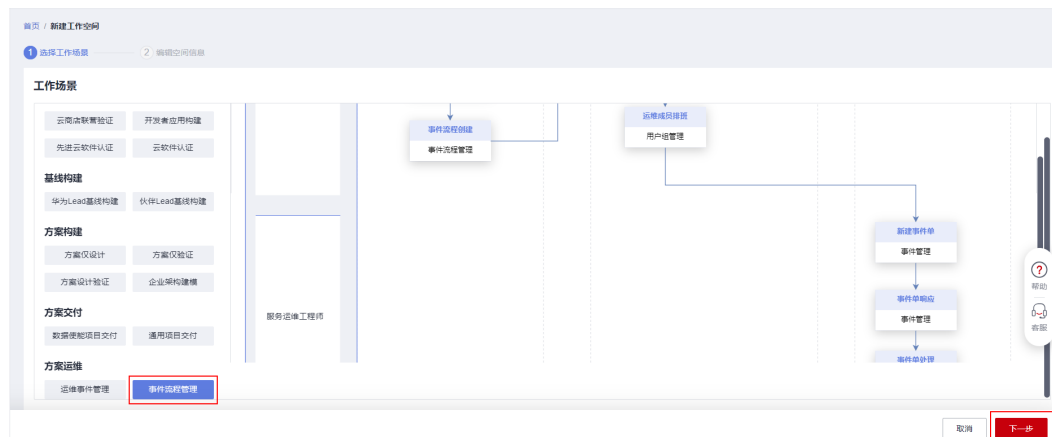 首页 / 新建工作空间
1 选择工作场景 2 编辑空间信息
工作场景
云商店联营验证 开发者应用构建
先进云软件认证 云软件认证
基线构建
华为Lead基线构建 伙伴Lead基线构建
方案构建
方案仅设计 方案仅验证
方案设计验证 企业架构建模
方案交付
数据使能项目交付 通用项目交付
方案运维
运维事件管理 事件流程管理
服务运维工程师
事件流程创建
事件流程管理
运维成员排班
用户组管理
新建事件单
事件管理
事件单响应
事件管理
事件单处理
帮助
客服
取消 下一步